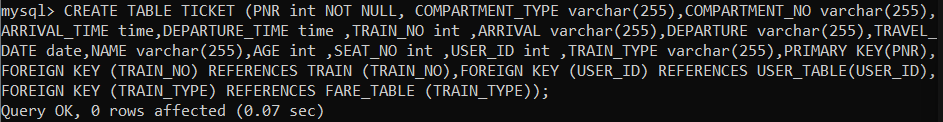 mysql> CREATE TABLE TICKET (PNR int NOT NULL, COMPARTMENT_TYPE varchar(255),COMPARTMENT_NO varchar(255),
ARRIVAL_TIME time,DEPARTURE_TIME time ,TRAIN_NO int ,ARRIVAL varchar(255),DEPARTURE varchar(255),TRAVEL_
DATE date,NAME varchar(255),AGE int ,SEAT_NO int ,USER_ID int ,TRAIN_TYPE varchar(255),PRIMARY KEY(PNR),
FOREIGN KEY (TRAIN_NO) REFERENCES TRAIN (TRAIN_NO),FOREIGN KEY (USER_ID) REFERENCES USER_TABLE(USER_ID),
FOREIGN KEY (TRAIN_TYPE) REFERENCES FARE_TABLE (TRAIN_TYPE));
Query OK, 0 rows affected (0.07 sec)